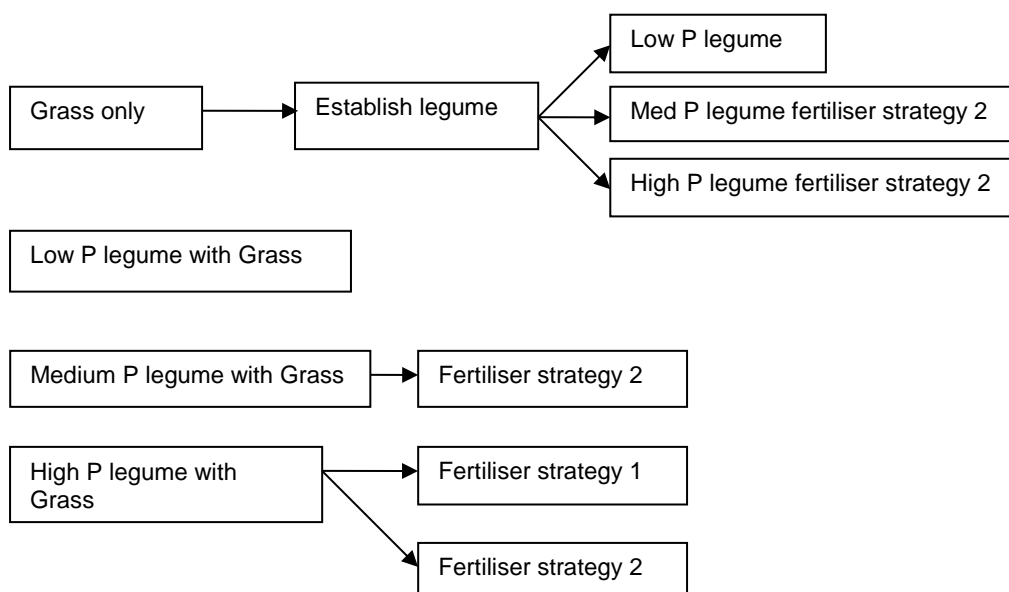 Low P legume
Grass only
Establish legume
Med P legume fertiliser strategy 2
High P legume fertiliser strategy 2
Low P legume with Grass
Medium P legume with Grass
Fertiliser strategy 2
High P legume with
Grass
Fertiliser strategy 1
Fertiliser strategy 2